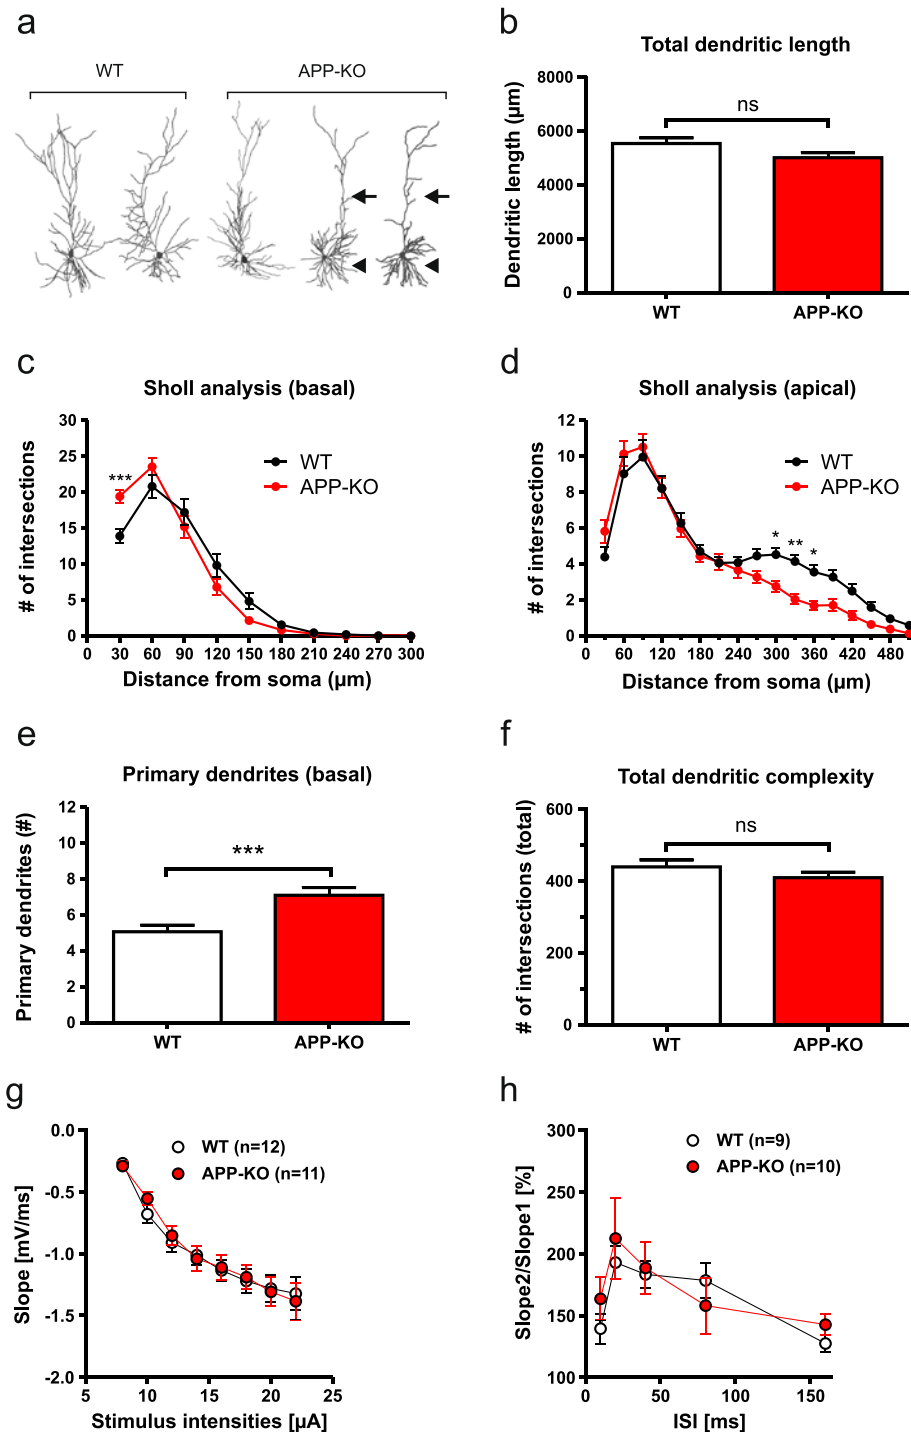 a
WT
APP-KO
b
Total dendritic length
Dendritic length (µm)
8000
6000
4000
2000
0
ns
WT
APP-KO
c
Sholl analysis (basal)
# of intersections
30
25
20
15
10
5
0
***
WT
APP-KO
0 30 60 90 120 150 180 210 240 270 300
Distance from soma (µm)
d
Sholl analysis (apical)
# of intersections
12
10
8
6
4
2
0
WT
APP-KO
* ** *
0 60 120 180 240 300 360 420 480
Distance from soma (µm)
e
Primary dendrites (basal)
Primary dendrites (#)
12
10
8
6
4
2
0
***
WT
APP-KO
f
Total dendritic complexity
# of intersections (total)
600
400
200
0
ns
WT
APP-KO
g
Slope [mV/ms]
0.0
-0.5
-1.0
-1.5
-2.0
WT (n=12)
APP-KO (n=11)
5 10 15 20 25
Stimulus intensities [µA]
h
Slope2/Slope1 [%]
300
250
200
150
100
WT (n=9)
APP-KO (n=10)
0 50 100 150
ISI [ms]